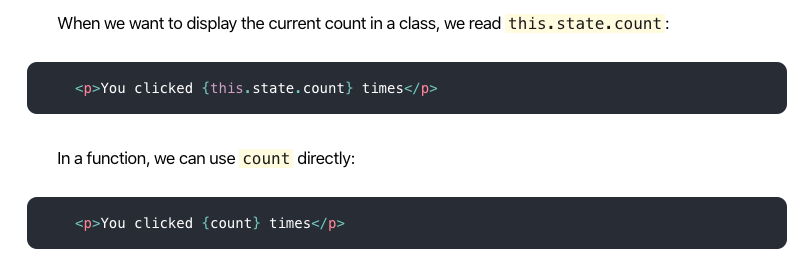 When we want to display the current count in a class, we read this.state.count:
<p>You clicked {this.state.count} times</p>
In a function, we can use count directly:
<p>You clicked {count} times</p>